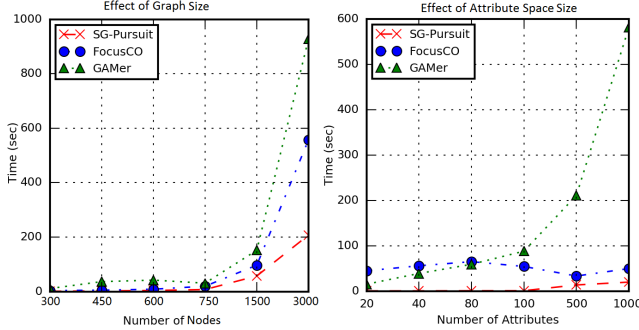 Effect of Graph Size
1000
800
600
400
200
0
Time (sec)
SG-Pursuit
FocusCO
GAMer
300 450 600 750 1500 3000
Number of Nodes
Effect of Attribute Space Size
600
500
400
300
200
100
0
Time (sec)
SG-Pursuit
FocusCO
GAMer
20 40 80 100 500 1000
Number of Attributes